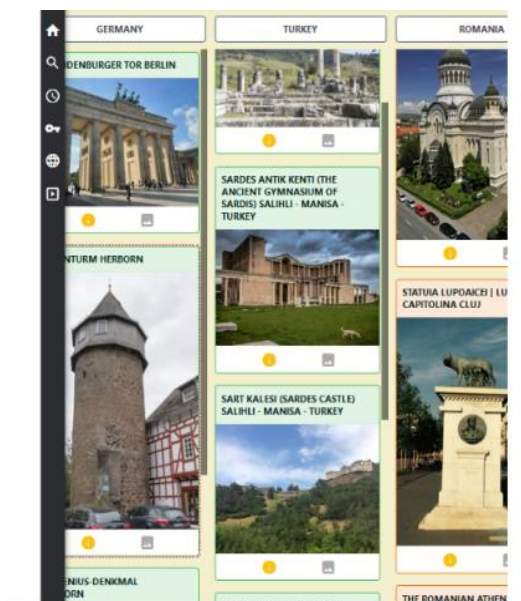 GERMANY
DENBURGER TOR BERLIN
NTURM HERBORN
ENIUS-DENKMAL
ORN
TURKEY
SARDES ANTIK KENTI (THE
ANCIENT GYMNASIUM OF
SARDIS) SALIHLI - MANISA -
TURKEY
SART KALESI (SARDES CASTLE)
SALIHLI - MANISA - TURKEY
ROMANIA
STATUIA LUPOAICEI | LU
CAPITOLINA CLUJ
THE ROMANIAN ATHEN